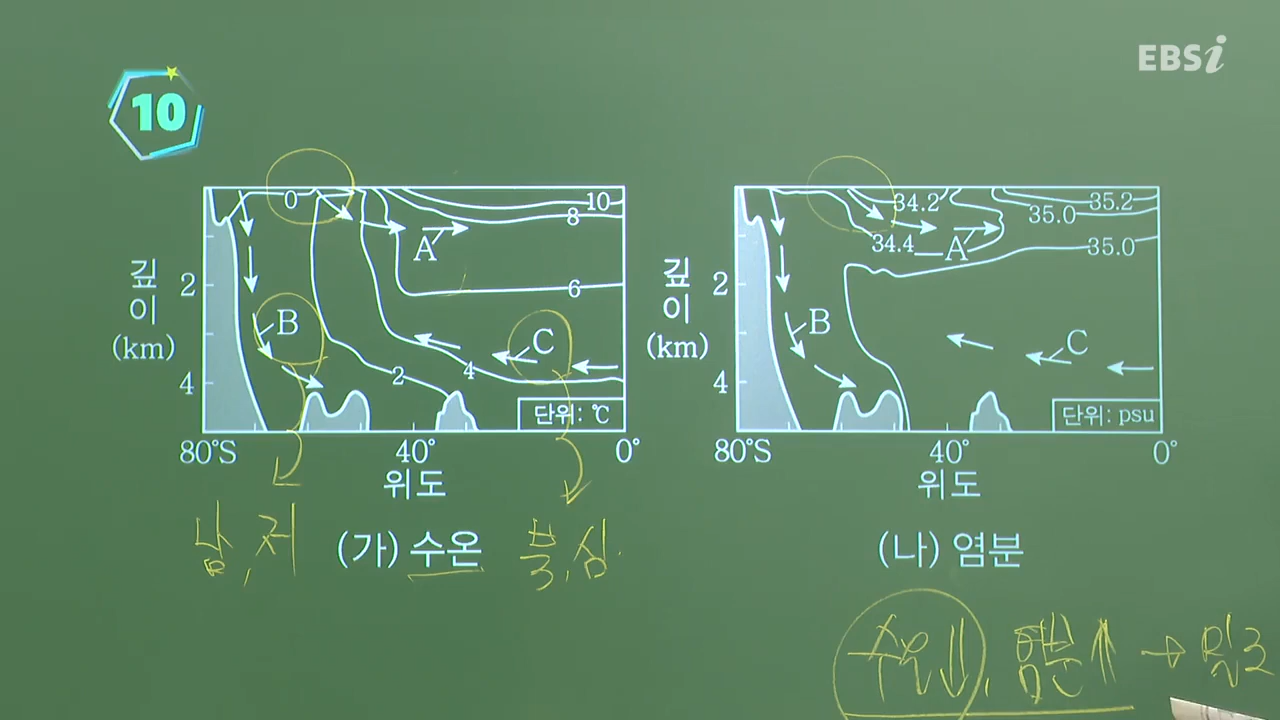 EBSi
10
0
10
8
A
6
B
C
2
4
깊이
(km)
2
4
단위: ℃
80°S
40°
0°
위도
(가) 수온
34.2
35.2
35.0
34.4
A
35.0
B
C
깊이
(km)
2
4
단위: psu
80°S
40°
0°
위도
(나) 염분
남, 저
북, 심
수온↓, 염분↑ →